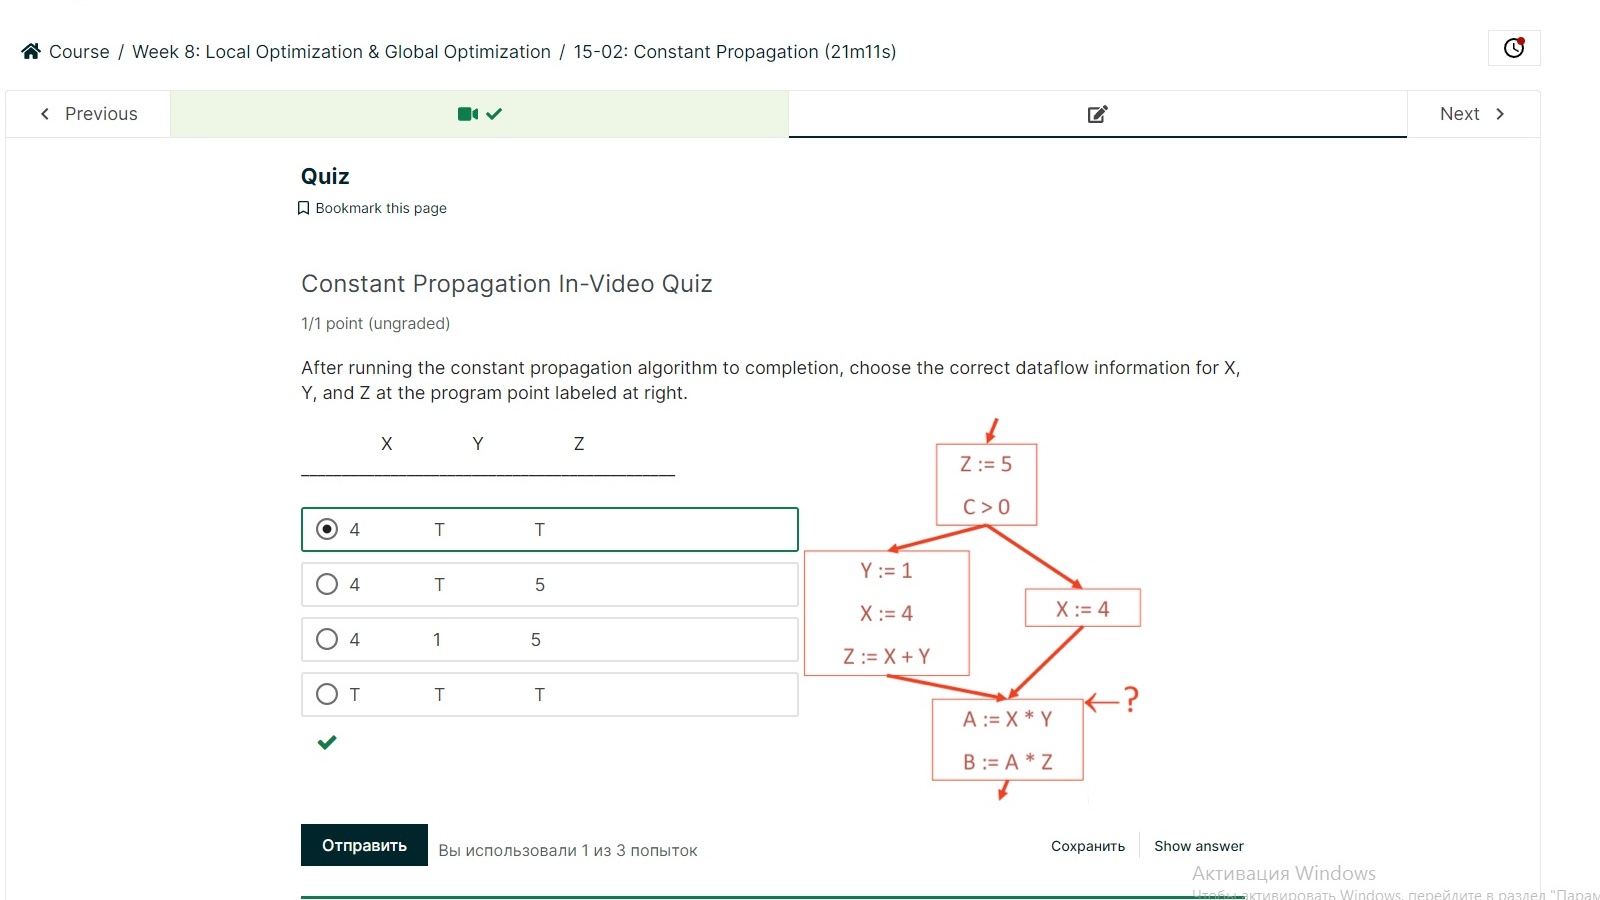 Course / Week 8: Local Optimization & Global Optimization / 15-02: Constant Propagation (21m11s)
Previous
Next
Quiz
Bookmark this page
Constant Propagation In-Video Quiz
1/1 point (ungraded)
After running the constant propagation algorithm to completion, choose the correct dataflow information for X,
Y, and Z at the program point labeled at right.
X Y Z
4 T T
4 T 5
4 1 5
T T T
Z := 5
C > 0
Y := 1
X := 4
Z := X + Y
X := 4
?
A := X * Y
B := A * Z
Отправить
Вы использовали 1 из 3 попыток
Сохранить
Show answer
Активация Windows
Чтобы активировать Windows, перейдите в раздел "Парам